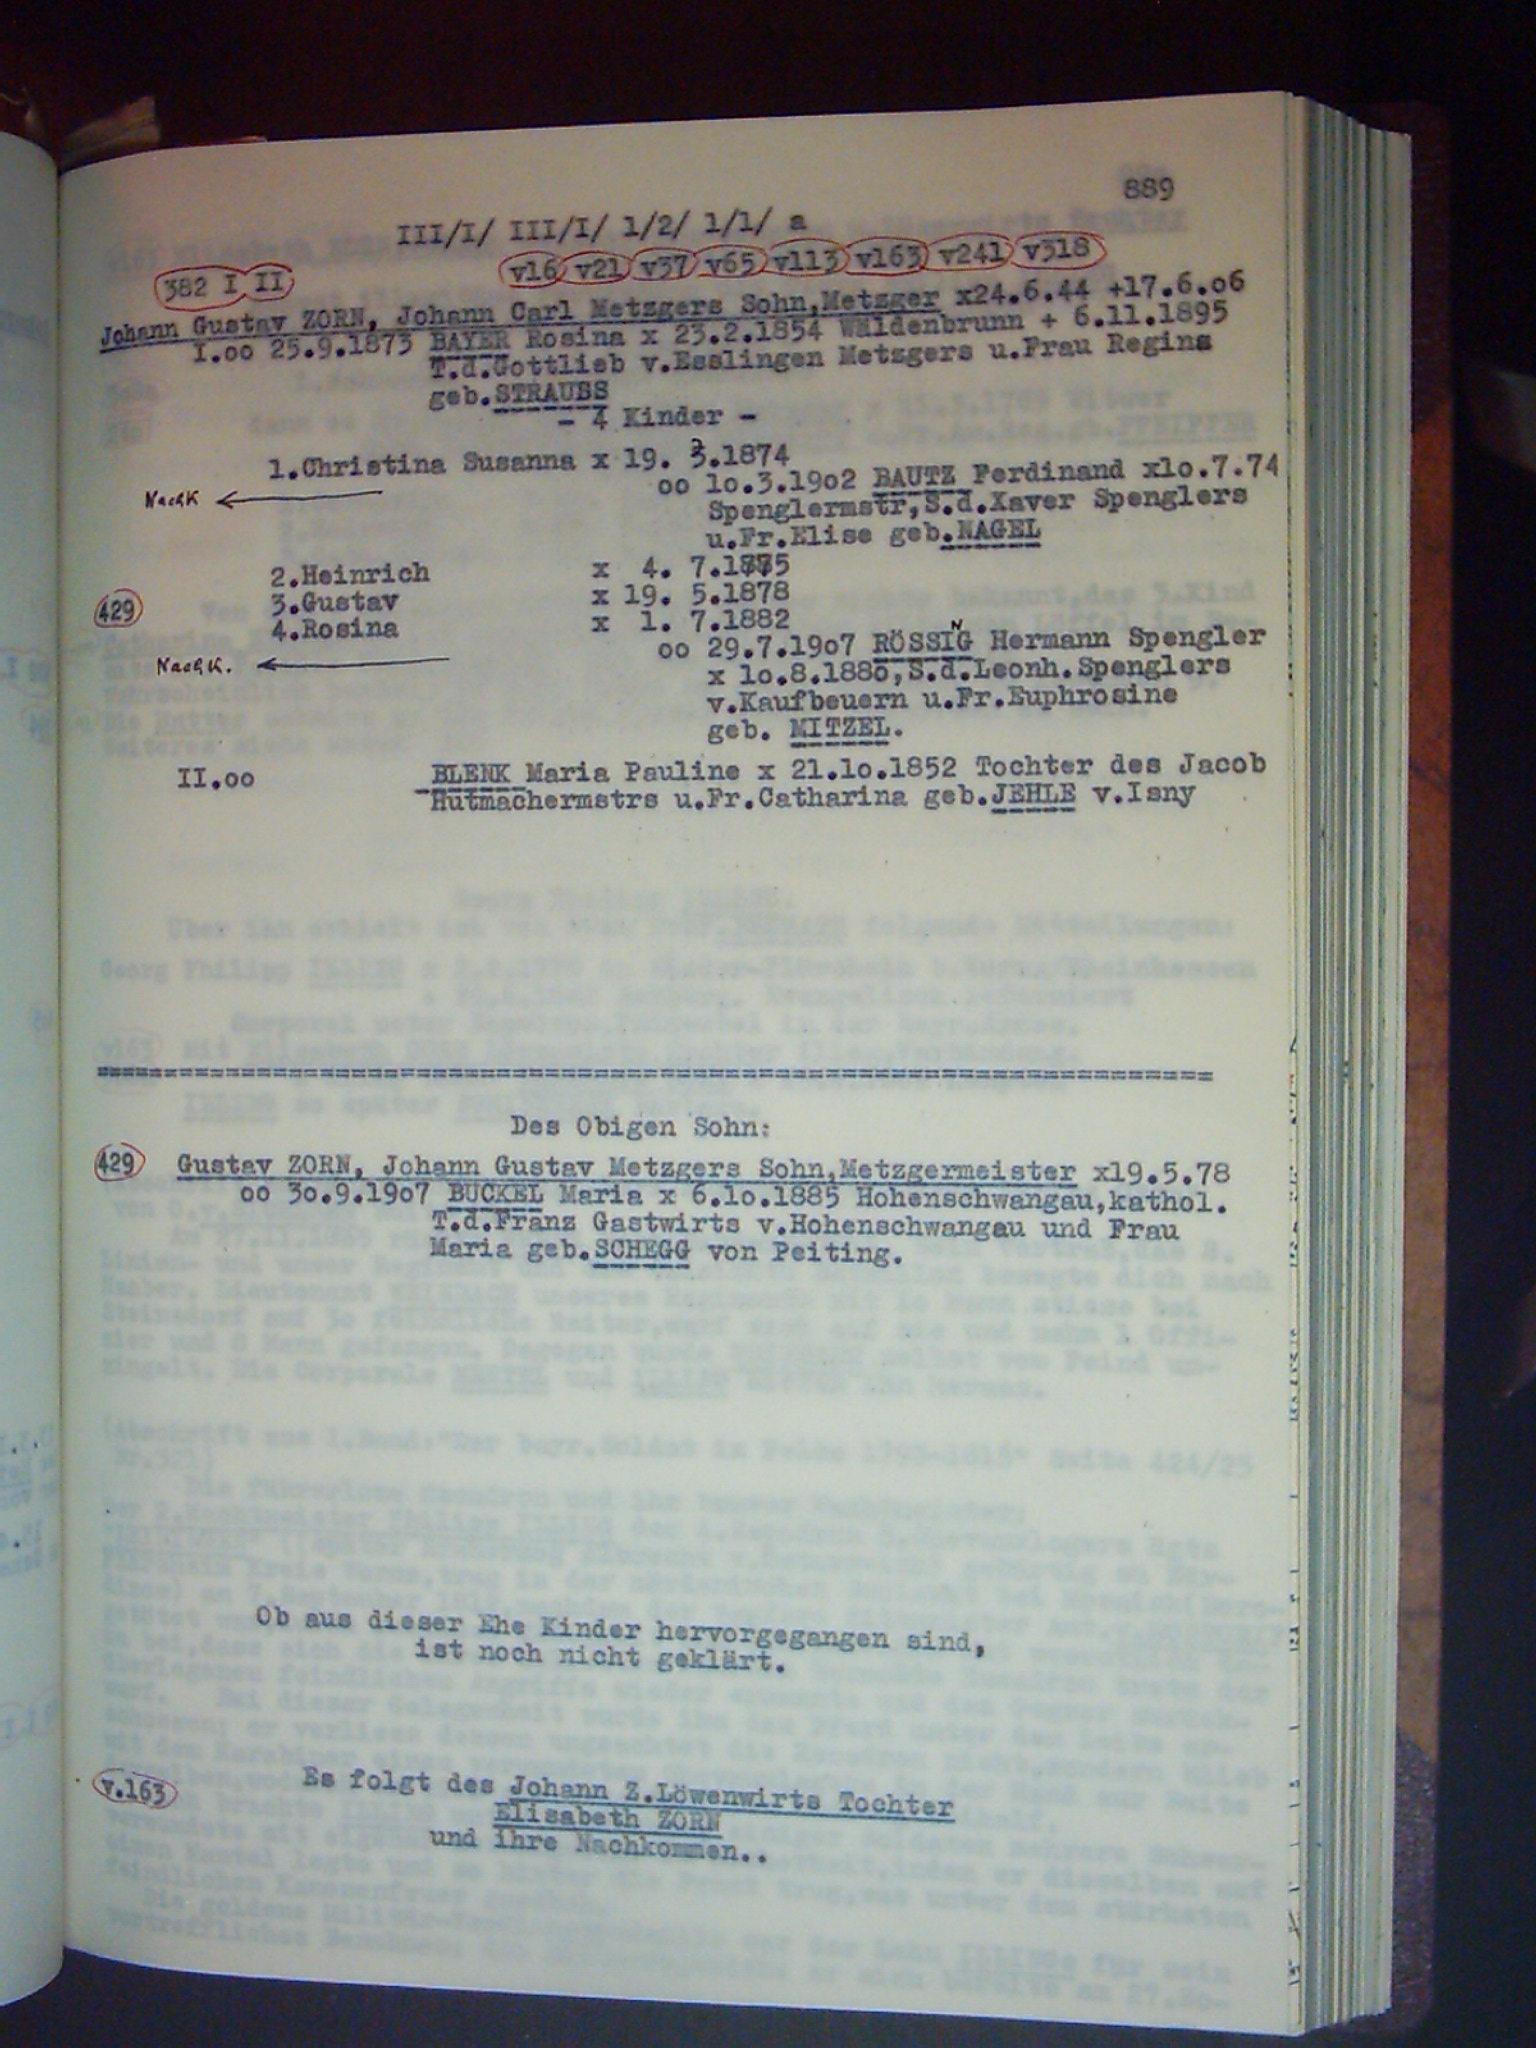 889
III/I/ III/I/ 1/2/ 1/1/ a
382 I II v16 v21 v37 v65 v113 v163 v241 v318
Johann Gustav ZORN, Johann Carl Metzgers Sohn,Metzger x24.6.44 +17.6.o6
I.oo 25.9.1873 BAYER Rosina x 23.2.1854 Waldenbrunn + 6.11.1895
T.d.Gottlieb v.Esslingen Metzgers u.Frau Regina
geb.STRAUSS
- 4 Kinder -
1.Christina Susanna x 19. .1874
oo 1o.3.19o2 BAUTZ Ferdinand x1o.7.74
Nachk
Spenglermstr,S.d.Xaver Spenglers
u.Fr.Elise geb.NAGEL
2.Heinrich x 4. 7.1875
429 3.Gustav x 19. 5.1878
4.Rosina x 1. 7.1882
oo 29.7.19o7 RÖSSNG Hermann Spengler
Nachk. x 1o.8.188o,S.d.Leonh.Spenglers
v.Kaufbeuern u.Fr.Euphrosine
geb. MITZEL.
II.oo BLENK Maria Pauline x 21.1o.1852 Tochter des Jacob
Hutmachermstrs u.Fr.Catharina geb.JEHLE v.Isny
Des Obigen Sohn:
429 Gustav ZORN, Johann Gustav Metzgers Sohn,Metzgermeister x19.5.78
oo 3o.9.19o7 BUCKEL Maria x 6.1o.1885 Hohenschwangau,kathol.
T.d.Franz Gastwirts v.Hohenschwangau und Frau
Maria geb.SCHEGG von Peiting.
Ob aus dieser Ehe Kinder hervorgegangen sind,
ist noch nicht geklärt.
v.163 Es folgt des Johann Z.Löwenwirts Tochter
Elisabeth ZORN
und ihre Nachkommen..